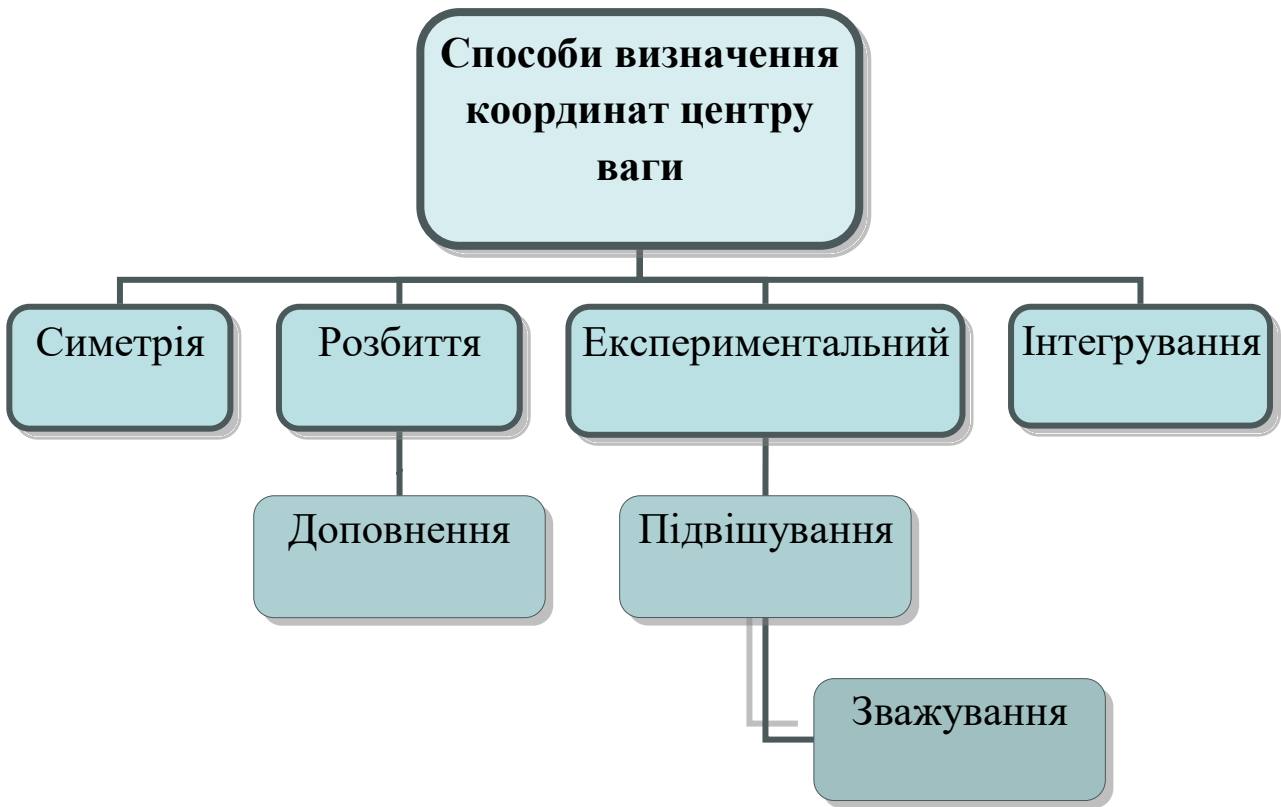 Способи визначення
координат центру
ваги
Симетрія
Розбиття
Експериментальний
Інтегрування
Доповнення
Підвішування
Зважування